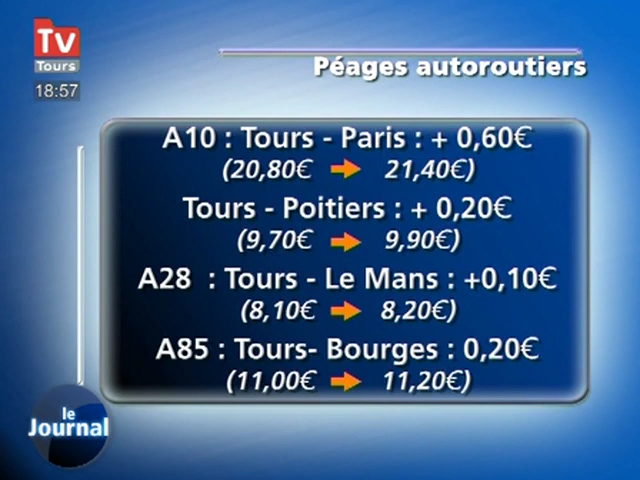 Tv
Tours
18:57
Péages autoroutiers
A10 : Tours - Paris : + 0,60€
(20,80€ 21,40€)
Tours - Poitiers : + 0,20€
(9,70€ 9,90€)
A28 : Tours - Le Mans : +0,10€
(8,10€ 8,20€)
A85 : Tours- Bourges : 0,20€
(11,00€ 11,20€)
le
Journal